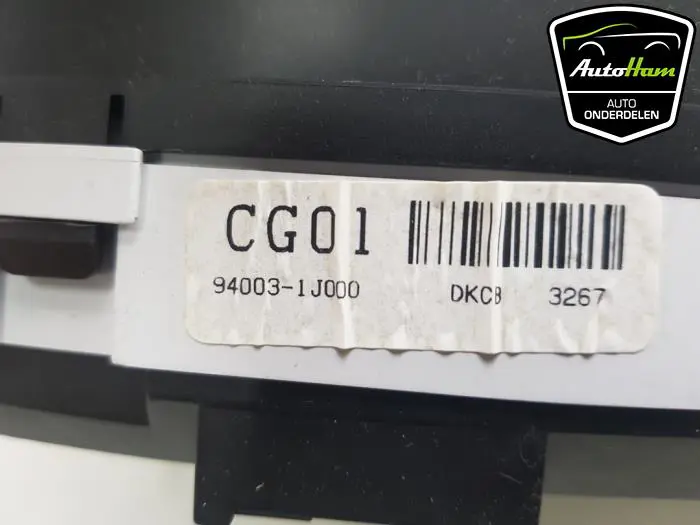 AutoHam
AUTO
ONDERDELEN
CG01
94003-1J000
DKCB 3267